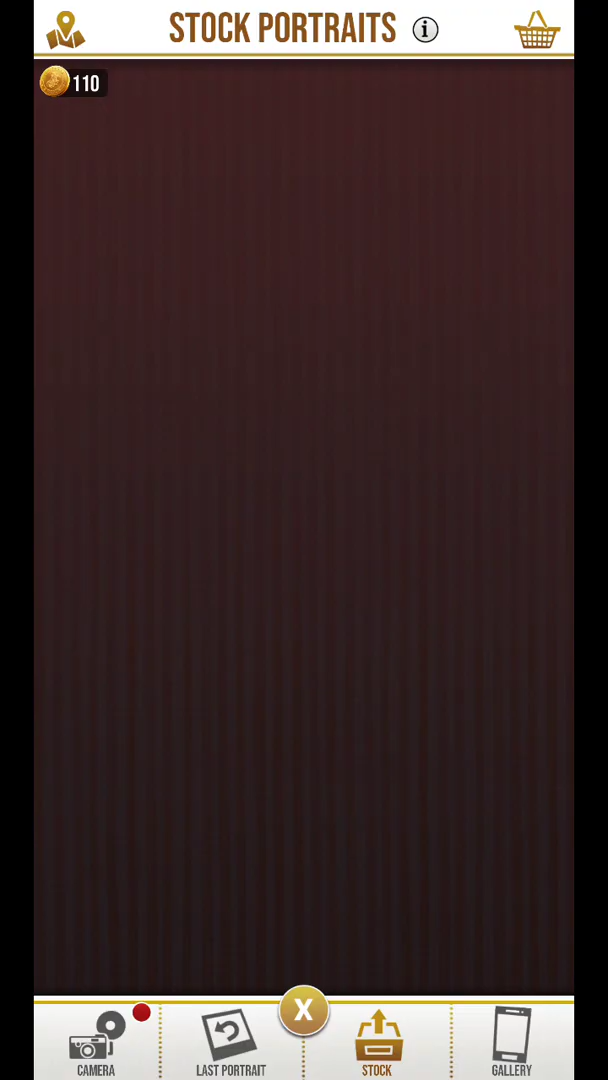 STOCK PORTRAITS
110
X
CAMERA
LAST PORTRAIT
STOCK
GALLERY